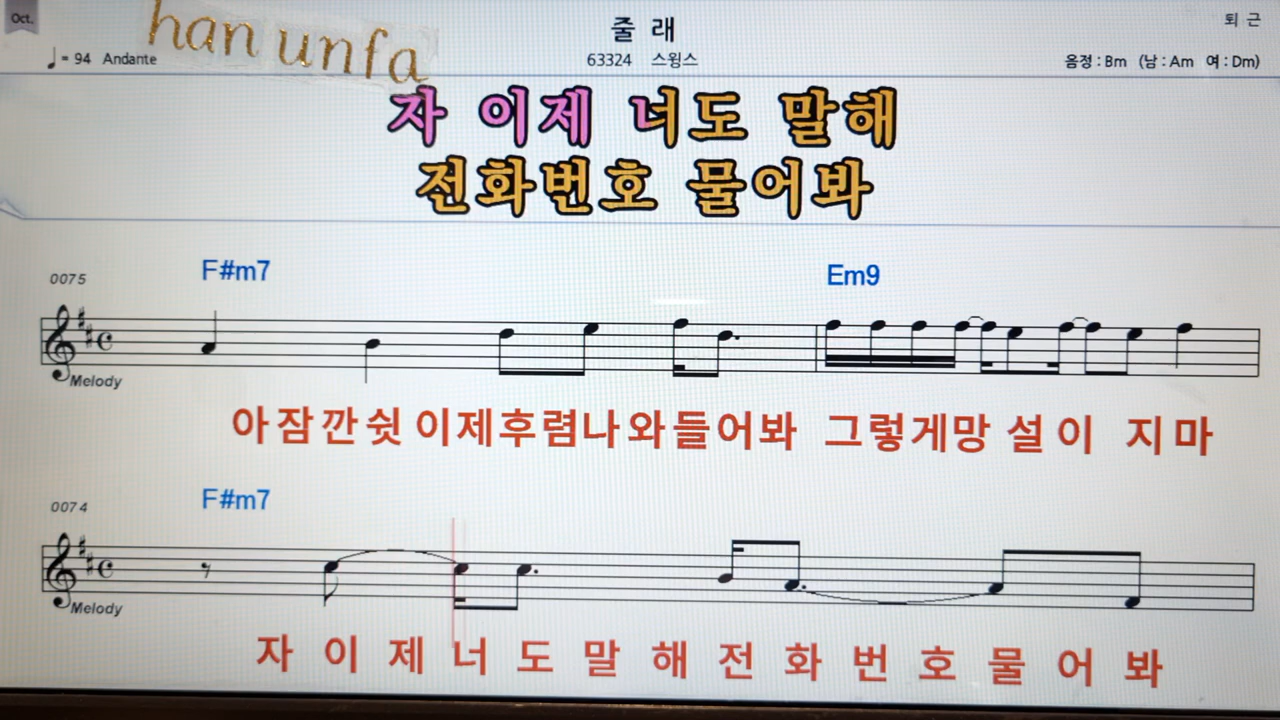 Oct.
han unfa
줄 래
퇴 근
♩= 94 Andante
63324 스윙스
음정 : Bm (남 : Am 여 : Dm)
자 이제 너도 말해
전화번호 물어봐
0075
F#m7
Em9
Melody
아잠깐쉿 이제후렴나와들어봐 그렇게망 설이 지마
0074
F#m7
Melody
자 이 제 너 도 말 해 전 화 번 호 물 어 봐